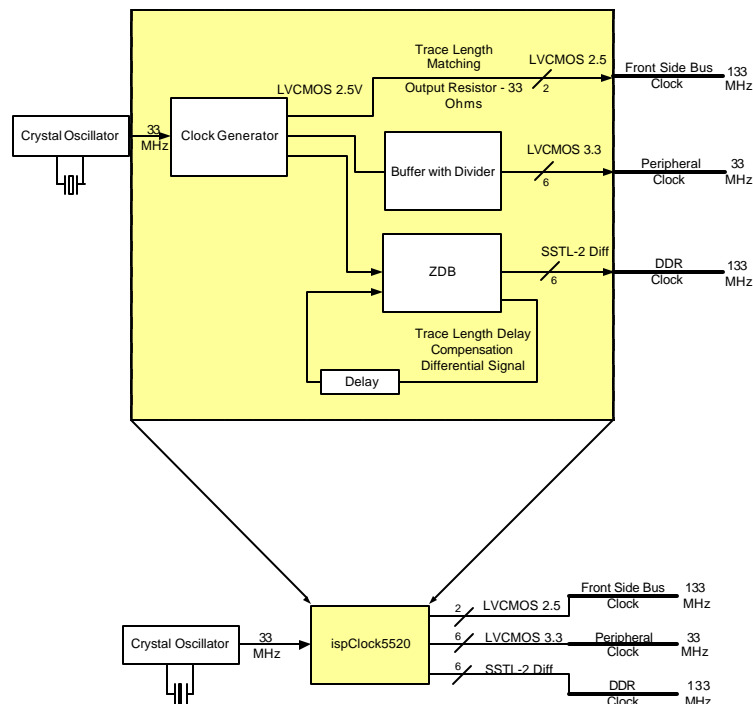 Trace Length
Matching
LVCMOS 2.5
LVCMOS 2.5V
Output Resistor - 33
Ohms
2
Front Side Bus
Clock
133
MHz
Crystal Oscillator
33
MHz
Clock Generator
Buffer with Divider
LVCMOS 3.3
6
Peripheral
Clock
33
MHz
ZDB
SSTL-2 Diff
6
DDR
Clock
133
MHz
Trace Length Delay
Compensation
Differential Signal
Delay
Crystal Oscillator
33
MHz
ispClock5520
2
LVCMOS 2.5
Front Side Bus
Clock
133
MHz
6
LVCMOS 3.3
Peripheral
Clock
33
MHz
6
SSTL-2 Diff
DDR
Clock
133
MHz